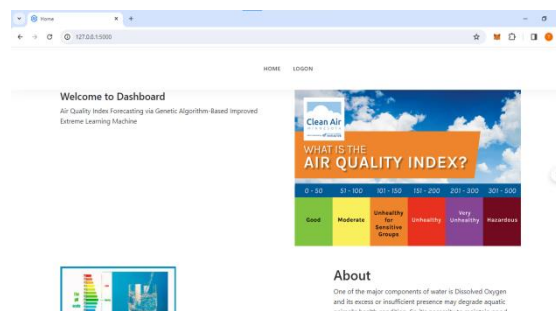 Home
127.0.0.1:5000
HOME LOGON
Welcome to Dashboard
Air Quality Index Forecasting via Genetic Algorithm-Based Improved
Extreme Learning Machine
Clean Air
WHAT IS THE
AIR QUALITY INDEX?
0 - 50 51 - 100 101 - 150 151 - 200 201 - 300 301 - 500
Good Moderate Unhealthy for Sensitive Groups Unhealthy Very Unhealthy Hazardous
About
One of the major components of water is Dissolved Oxygen
and its excess or insufficient presence may degrade aquatic